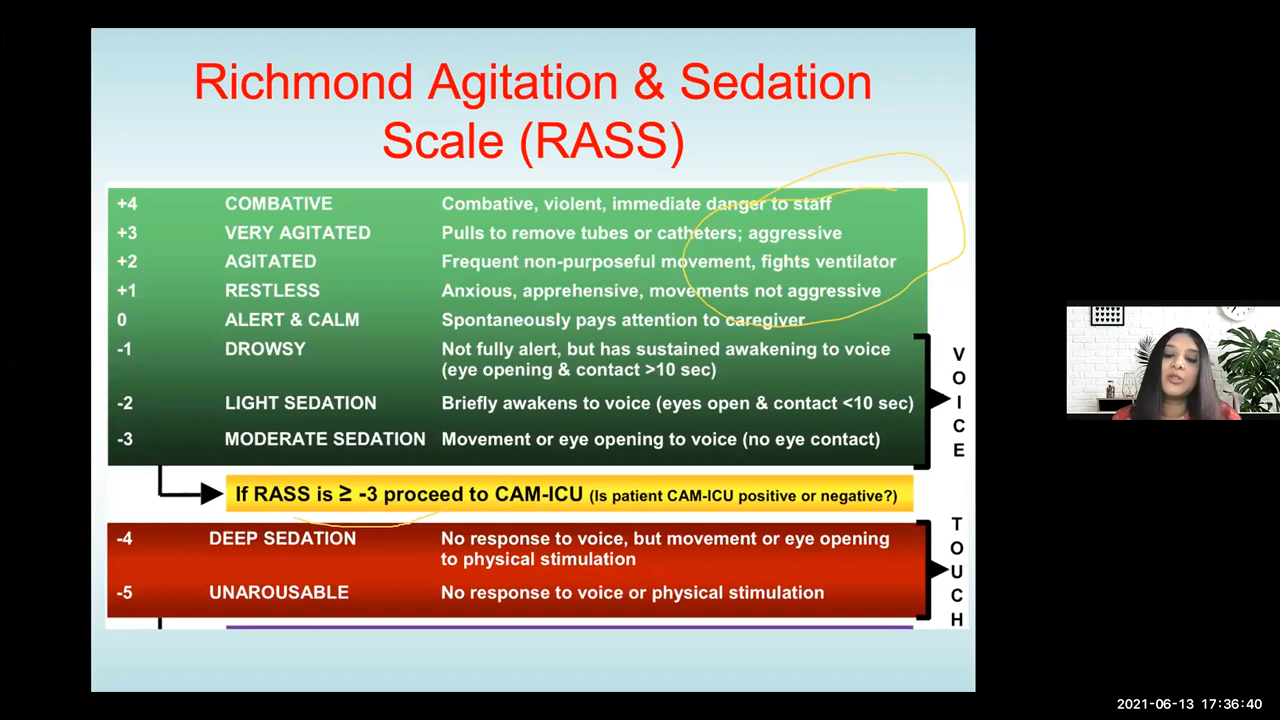 Richmond Agitation & Sedation
Scale (RASS)
+4 COMBATIVE Combative, violent, immediate danger to staff
+3 VERY AGITATED Pulls to remove tubes or catheters; aggressive
+2 AGITATED Frequent non-purposeful movement, fights ventilator
+1 RESTLESS Anxious, apprehensive, movements not aggressive
0 ALERT & CALM Spontaneously pays attention to caregiver
-1 DROWSY Not fully alert, but has sustained awakening to voice
(eye opening & contact >10 sec)
-2 LIGHT SEDATION Briefly awakens to voice (eyes open & contact <10 sec)
-3 MODERATE SEDATION Movement or eye opening to voice (no eye contact)
VOICE
If RASS is ≥ -3 proceed to CAM-ICU (Is patient CAM-ICU positive or negative?)
-4 DEEP SEDATION No response to voice, but movement or eye opening
to physical stimulation
-5 UNAROUSABLE No response to voice or physical stimulation
TOUCH
2021-06-13 17:36:40